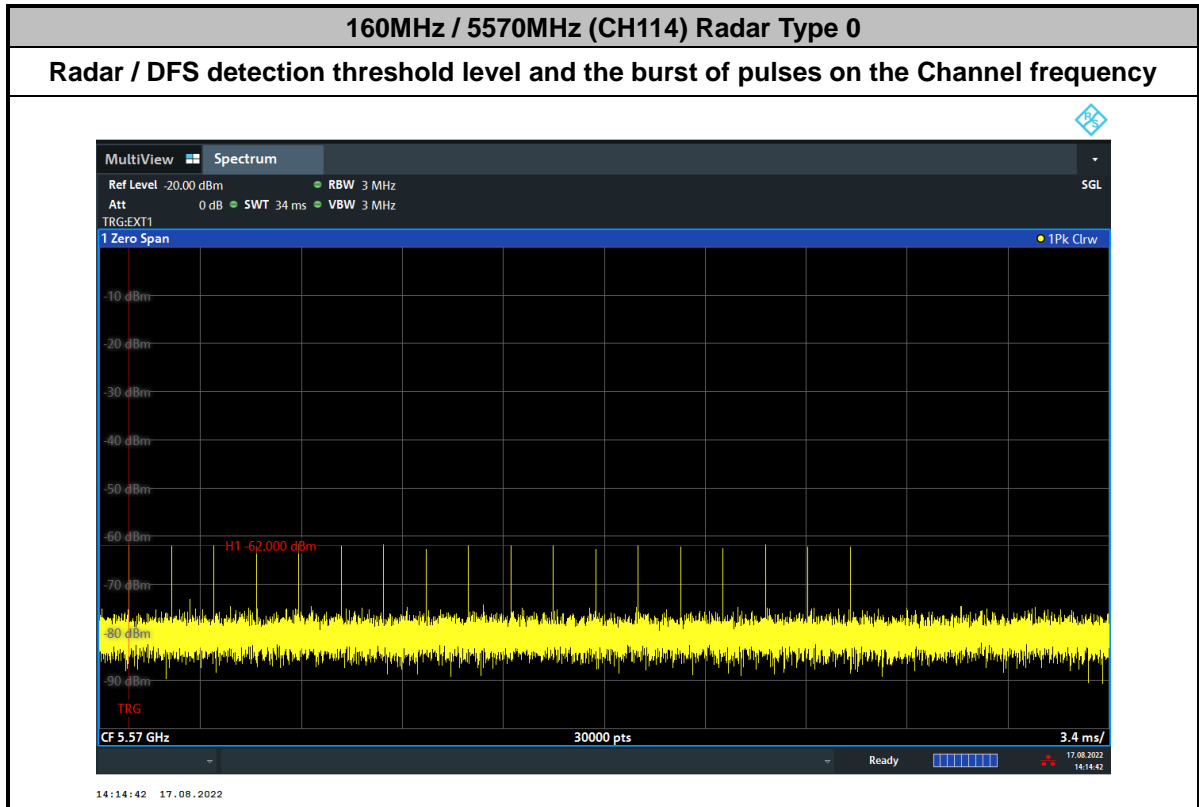 160MHz / 5570MHz (CH114) Radar Type 0
Radar / DFS detection threshold level and the burst of pulses on the Channel frequency
R S
MultiView Spectrum
Ref Level -20.00 dBm RBW 3 MHz SGL
Att 0 dB SWT 34 ms VBW 3 MHz
TRG:EXT1
1 Zero Span 1Pk Clrw
-10 dBm
-20 dBm
-30 dBm
-40 dBm
-50 dBm
-60 dBm
H1 -62.000 dBm
-70 dBm
-80 dBm
-90 dBm
TRG
CF 5.57 GHz 30000 pts 3.4 ms/
Ready 17.08.2022
14:14:42
14:14:42 17.08.2022